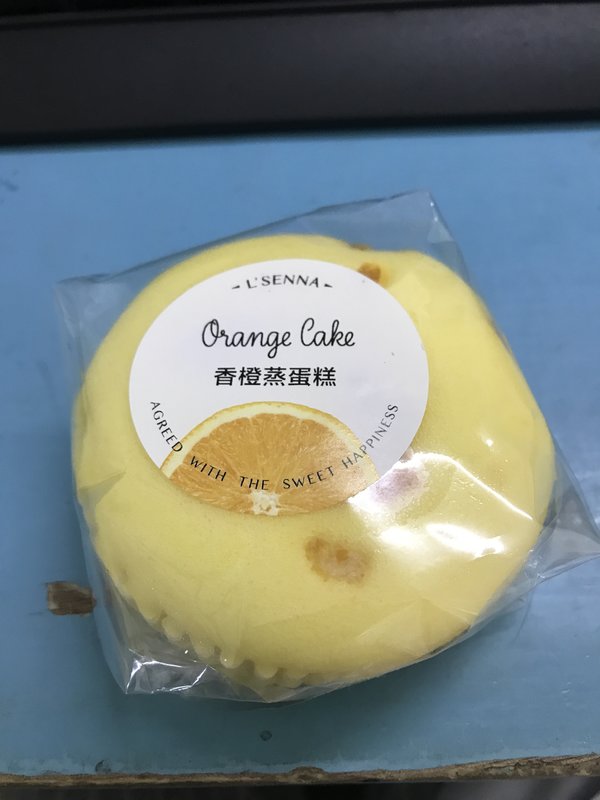 L'SENNA
Orange Cake
香橙蒸蛋糕
AGREED WITH THE SWEET HAPPINESS